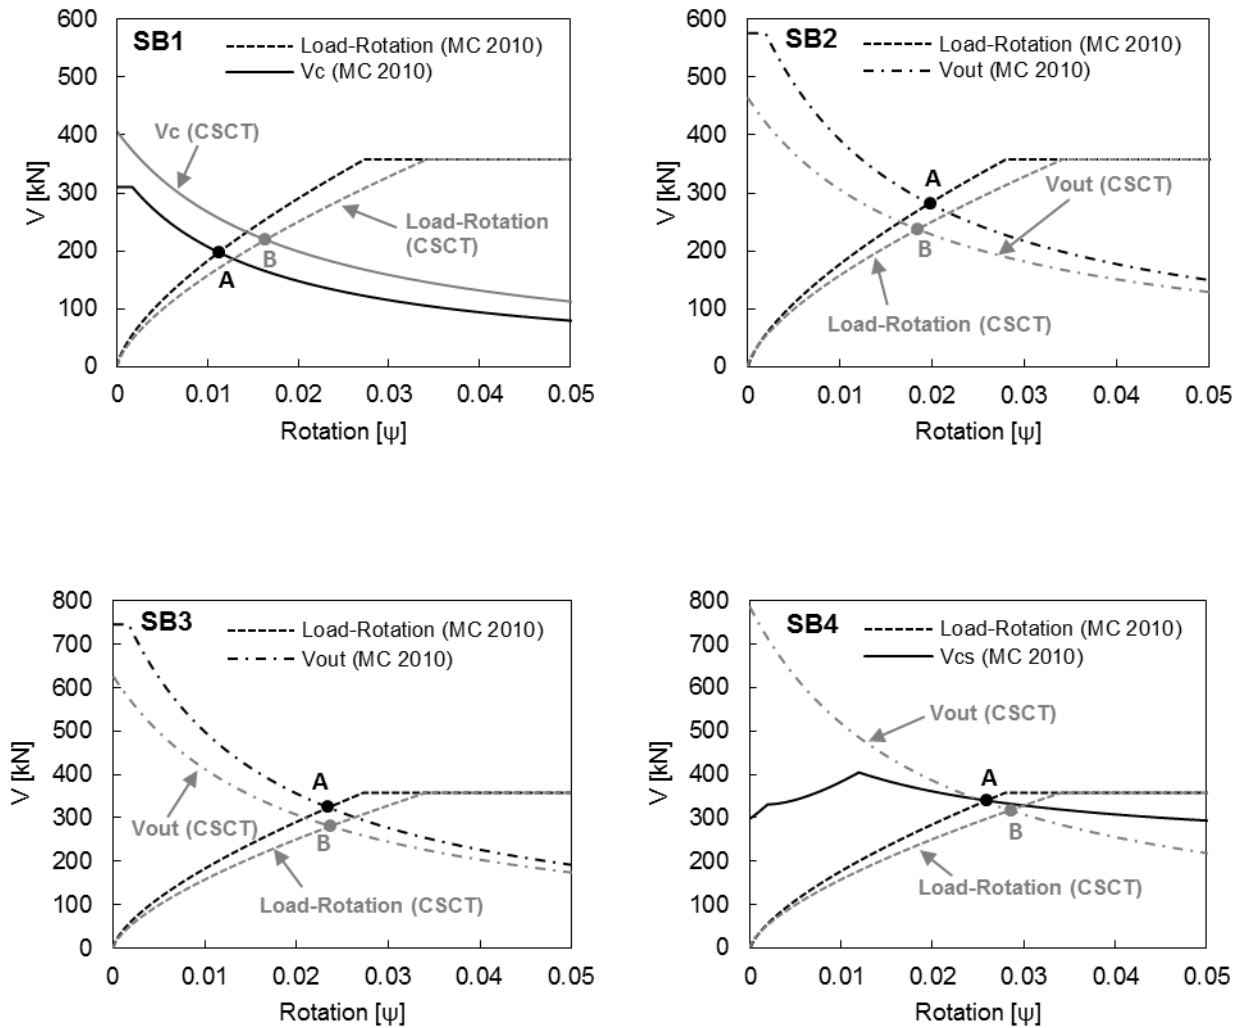 SB1
Load-Rotation (MC 2010)
Vc (MC 2010)
Vc (CSCT)
Load-Rotation
(CSCT)
A
B
V [kN]
600
500
400
300
200
100
0
0 0.01 0.02 0.03 0.04 0.05
Rotation [ψ]
SB2
Load-Rotation (MC 2010)
Vout (MC 2010)
A
Vout (CSCT)
B
Load-Rotation (CSCT)
V [kN]
600
500
400
300
200
100
0
0 0.01 0.02 0.03 0.04 0.05
Rotation [ψ]
SB3
Load-Rotation (MC 2010)
Vout (MC 2010)
A
Vout (CSCT)
B
Load-Rotation (CSCT)
V [kN]
800
700
600
500
400
300
200
100
0
0 0.01 0.02 0.03 0.04 0.05
Rotation [ψ]
SB4
Load-Rotation (MC 2010)
Vcs (MC 2010)
Vout (CSCT)
A
B
Load-Rotation (CSCT)
V [kN]
800
700
600
500
400
300
200
100
0
0 0.01 0.02 0.03 0.04 0.05
Rotation [ψ]